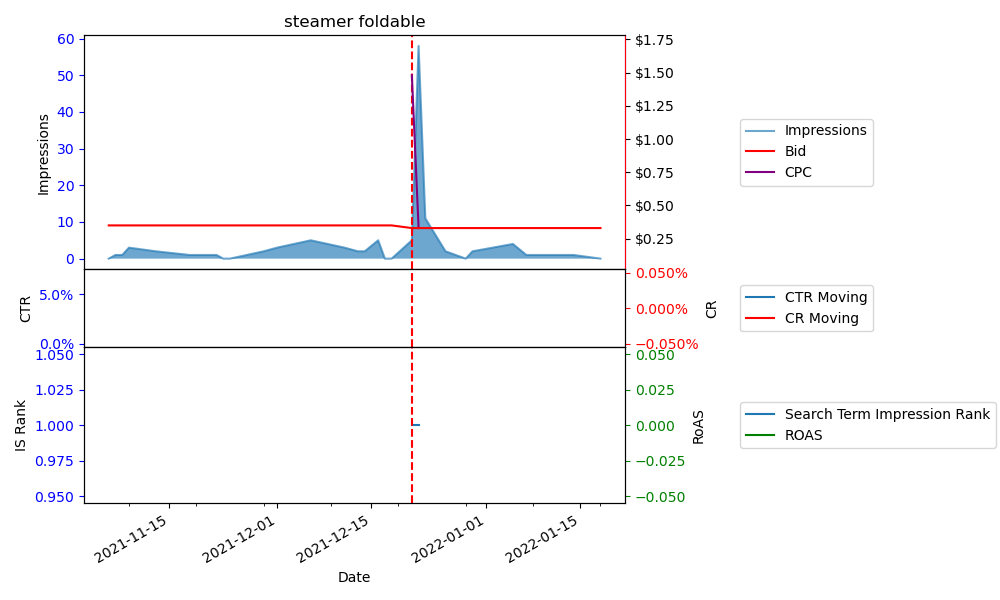 steamer foldable
60
50
40
30
20
10
0
Impressions
$1.75
$1.50
$1.25
$1.00
$0.75
$0.50
$0.25
Impressions
Bid
CPC
5.0%
0.0%
CTR
0.050%
0.000%
−0.050%
CR
CTR Moving
CR Moving
1.050
1.025
1.000
0.975
0.950
IS Rank
0.050
0.025
0.000
−0.025
−0.050
RoAS
Search Term Impression Rank
ROAS
2021-11-15
2021-12-01
2021-12-15
2022-01-01
2022-01-15
Date